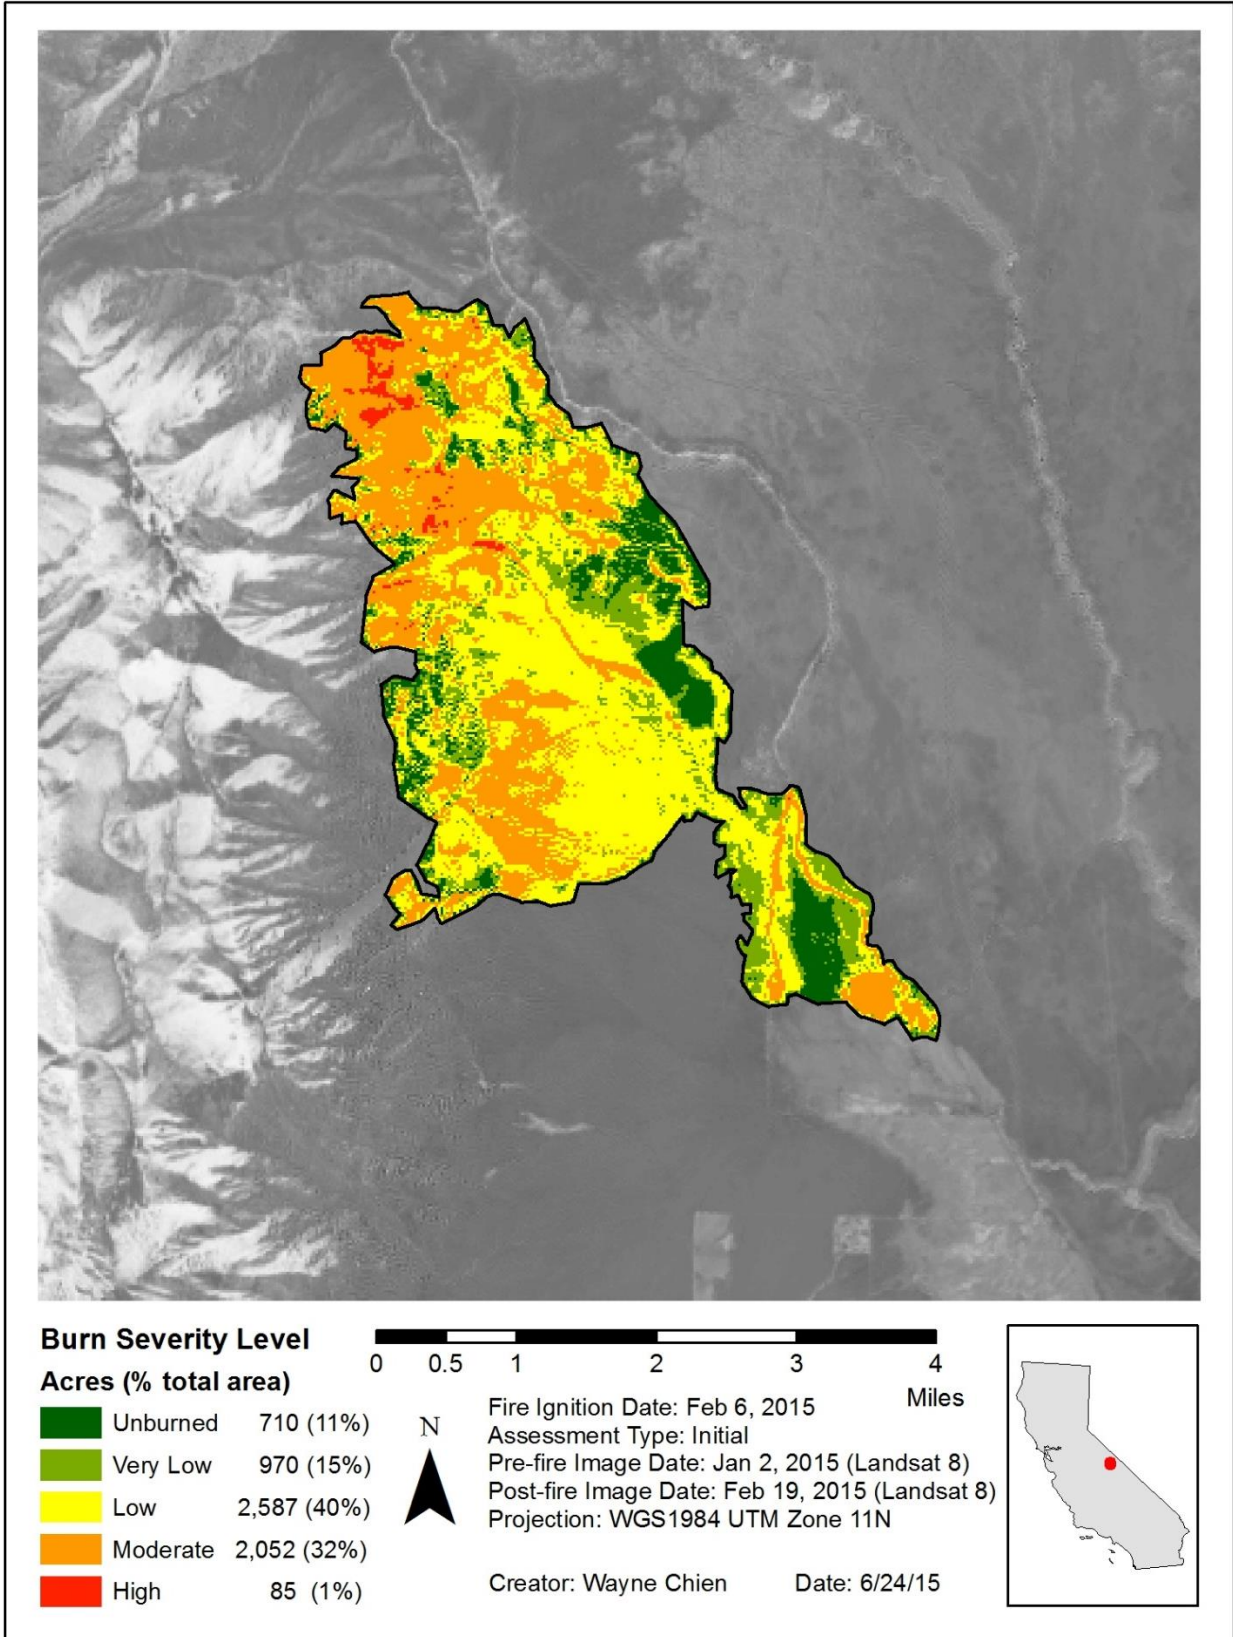 Burn Severity Level
Acres (% total area)
Unburned 710 (11%)
Very Low 970 (15%)
Low 2,587 (40%)
Moderate 2,052 (32%)
High 85 (1%)
0 0.5 1 2 3 4
Miles
N
Fire Ignition Date: Feb 6, 2015
Assessment Type: Initial
Pre-fire Image Date: Jan 2, 2015 (Landsat 8)
Post-fire Image Date: Feb 19, 2015 (Landsat 8)
Projection: WGS1984 UTM Zone 11N
Creator: Wayne Chien Date: 6/24/15